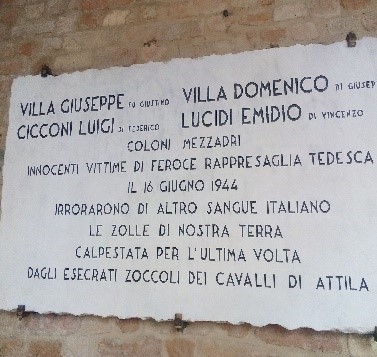 VILLA GIUSEPPE FU GIUSTINO VILLA DOMENICO DI GIUSEP
CICCONI LUIGI DI FEDERICO LUCIDI EMIDIO DI VINCENZO
COLONI MEZZADRI
INNOCENTI VITTIME DI FEROCE RAPPRESAGLIA TEDESCA
IL 16 GIUGNO 1944
IRRORARONO DI ALTRO SANGUE ITALIANO
LE ZOLLE DI NOSTRA TERRA
CALPESTATA PER L'ULTIMA VOLTA
DAGLI ESECRATI ZOCCOLI DEI CAVALLI DI ATTILA